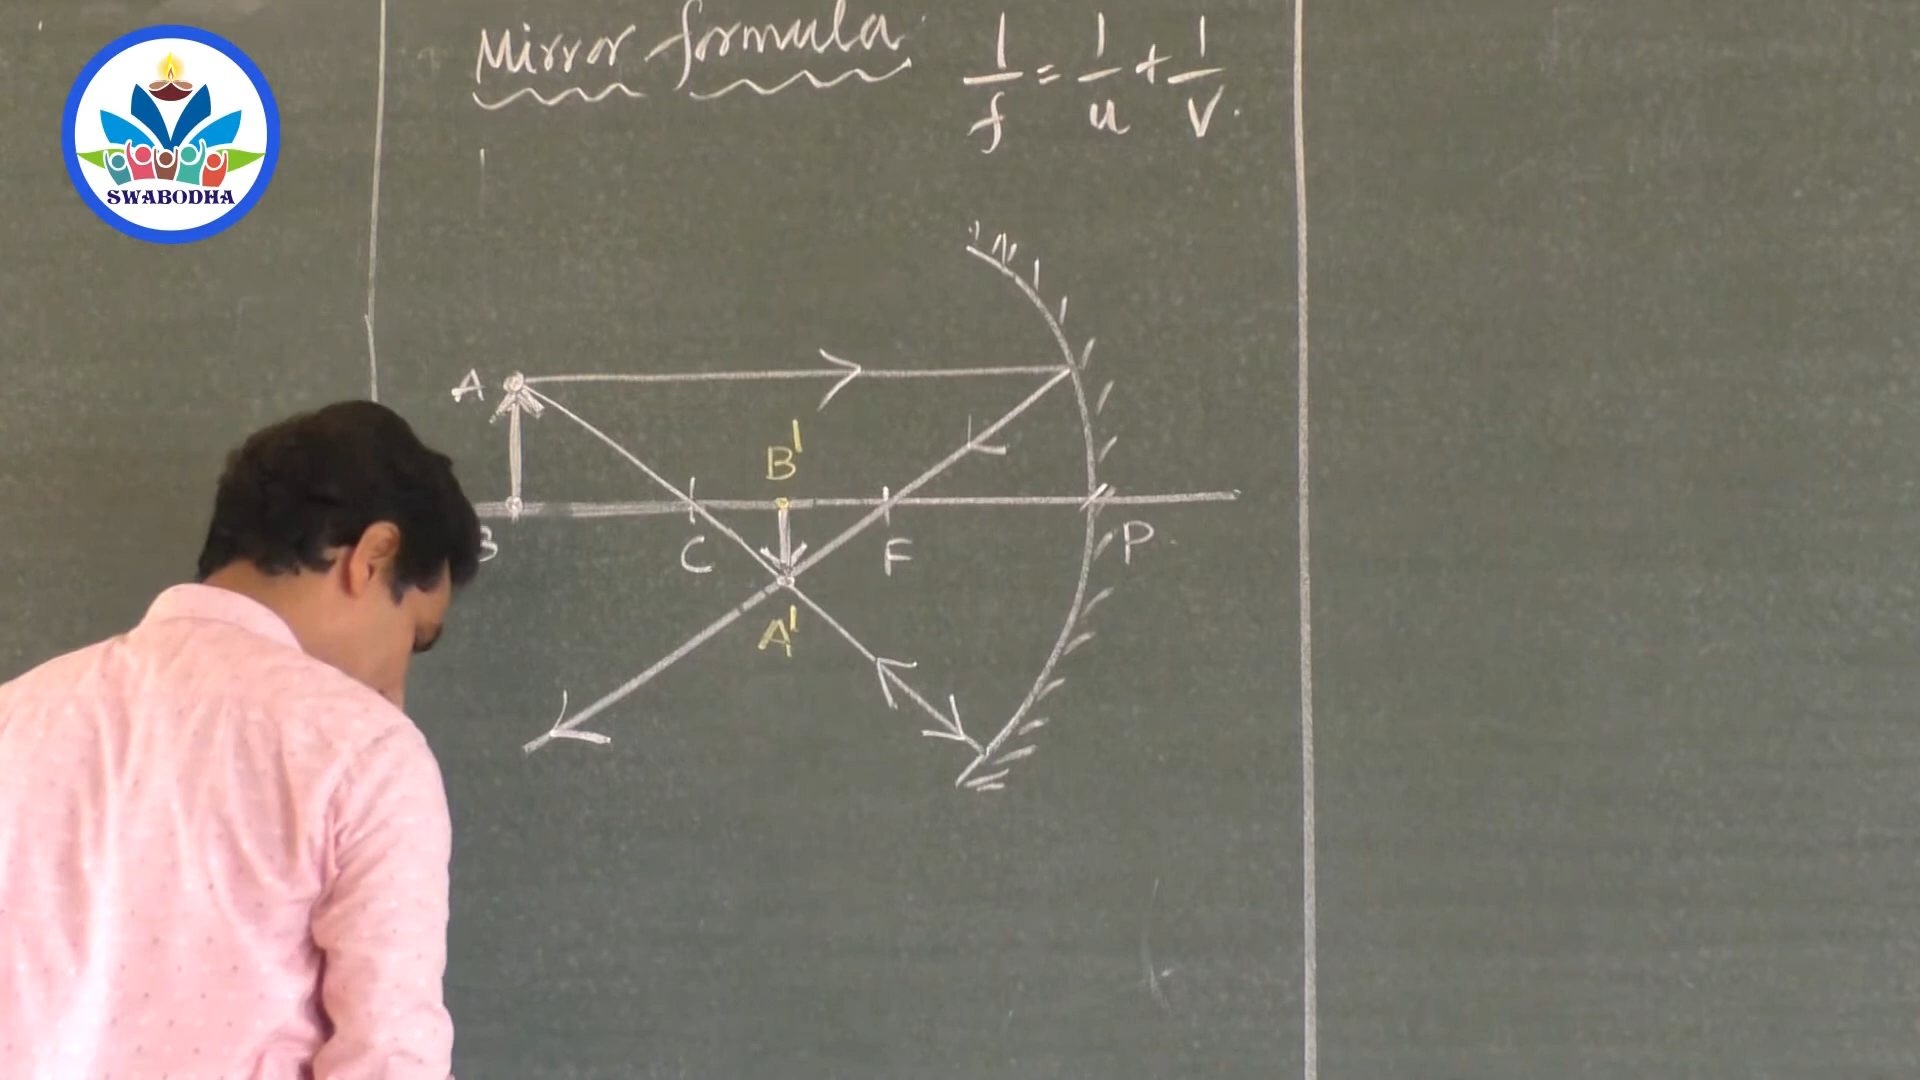 Mirror formula 1/f = 1/u + 1/v.
SWABODHA
A
B'
B C F P
A'